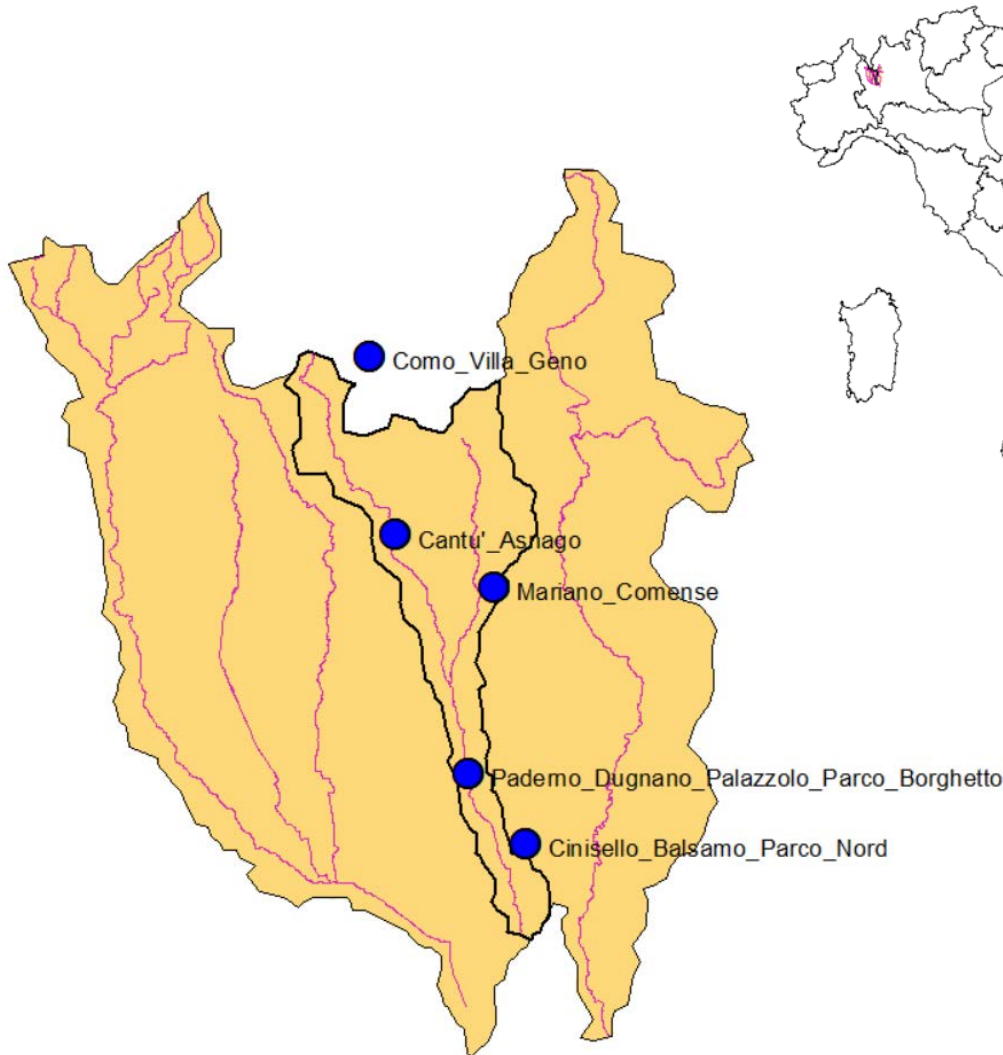 Como_Villa_Geno
Cantu'_Asnago
Mariano_Comense
Paderno_Dugnano_Palazzolo_Parco_Borghetto
Cinisello_Balsamo_Parco_Nord